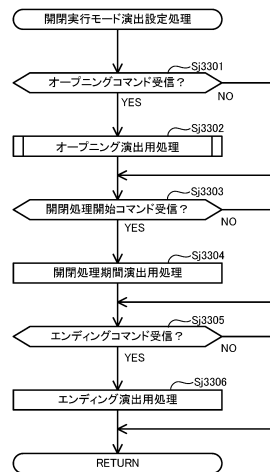 開閉実行モード演出設定処理
Sj3301
オープニングコマンド受信？
YES
NO
Sj3302
オープニング演出用処理
Sj3303
開閉処理開始コマンド受信？
YES
NO
Sj3304
開閉処理期間演出用処理
Sj3305
エンディングコマンド受信？
YES
NO
Sj3306
エンディング演出用処理
RETURN